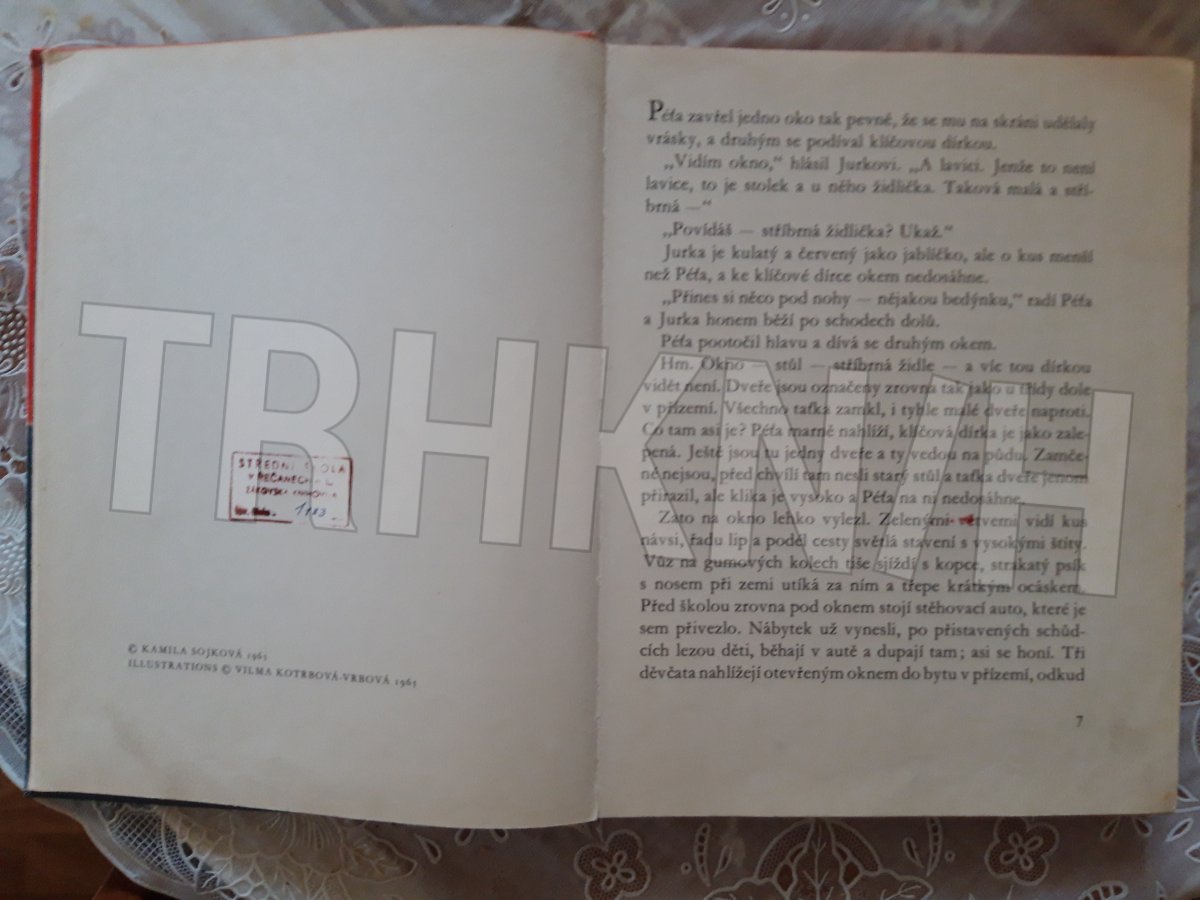 STŘEDNÍ ŠKOLA
V ŘEČANECH
ŽÁKOVSKÁ KNIHOVNA
1983
© KAMILA SOJKOVÁ 1965
ILLUSTRATIONS © VILMA KOTRBOVÁ-VRBOVÁ 1965
Péťa zavřel jedno oko tak pevně, že se mu na skráni udělaly
vrásky, a druhým se podíval klíčovou dírkou.
„Vidím okno,“ hlásil Jurkovi. „A lavici. Jenže to není
lavice, to je stolek a u něho židlička. Taková malá a stří-
brná —“
„Povídáš — stříbrná židlička? Ukaž.“
Jurka je kulatý a červený jako jablíčko, ale o kus menší
než Péťa, a ke klíčové dírce okem nedosáhne.
„Přines si něco pod nohy — nějakou bedýnku,“ radí Péťa
a Jurka honem běží po schodech dolů.
Péťa pootočil hlavu a dívá se druhým okem.
Hm. Okno — stůl — stříbrná židle — a víc tou dírkou
vidět není. Dveře jsou označeny zrovna tak jako u třídy dole
v přízemí. Všechno taťka zamkl, i tyhle malé dveře naproti.
Co tam asi je? Péťa marně nahlíží, klíčová dírka je jako zale-
pená. Ještě jsou tu jedny dveře a ty vedou na půdu. Zamče-
né nejsou, před chvílí tam nesli starý stůl a taťka dveře jenom
přirazil, ale klika je vysoko a Péťa na ni nedosáhne.
Zato na okno lehko vylezl. Zelenými větvemi vidí kus
návsi, řadu lip a podél cesty světlá stavení s vysokými štíty.
Vůz na gumových kolech tiše sjíždí s kopce, strakatý psík
s nosem při zemi utíká za ním a třepe krátkým ocáskem.
Před školou zrovna pod oknem stojí stěhovací auto, které je
sem přivezlo. Nábytek už vynesli, po přistavených schůd-
cích lezou děti, běhají v autě a dupají tam; asi se honí. Tři
děvčata nahlížejí otevřeným oknem do bytu v přízemí, odkud
7
TRHKNIH